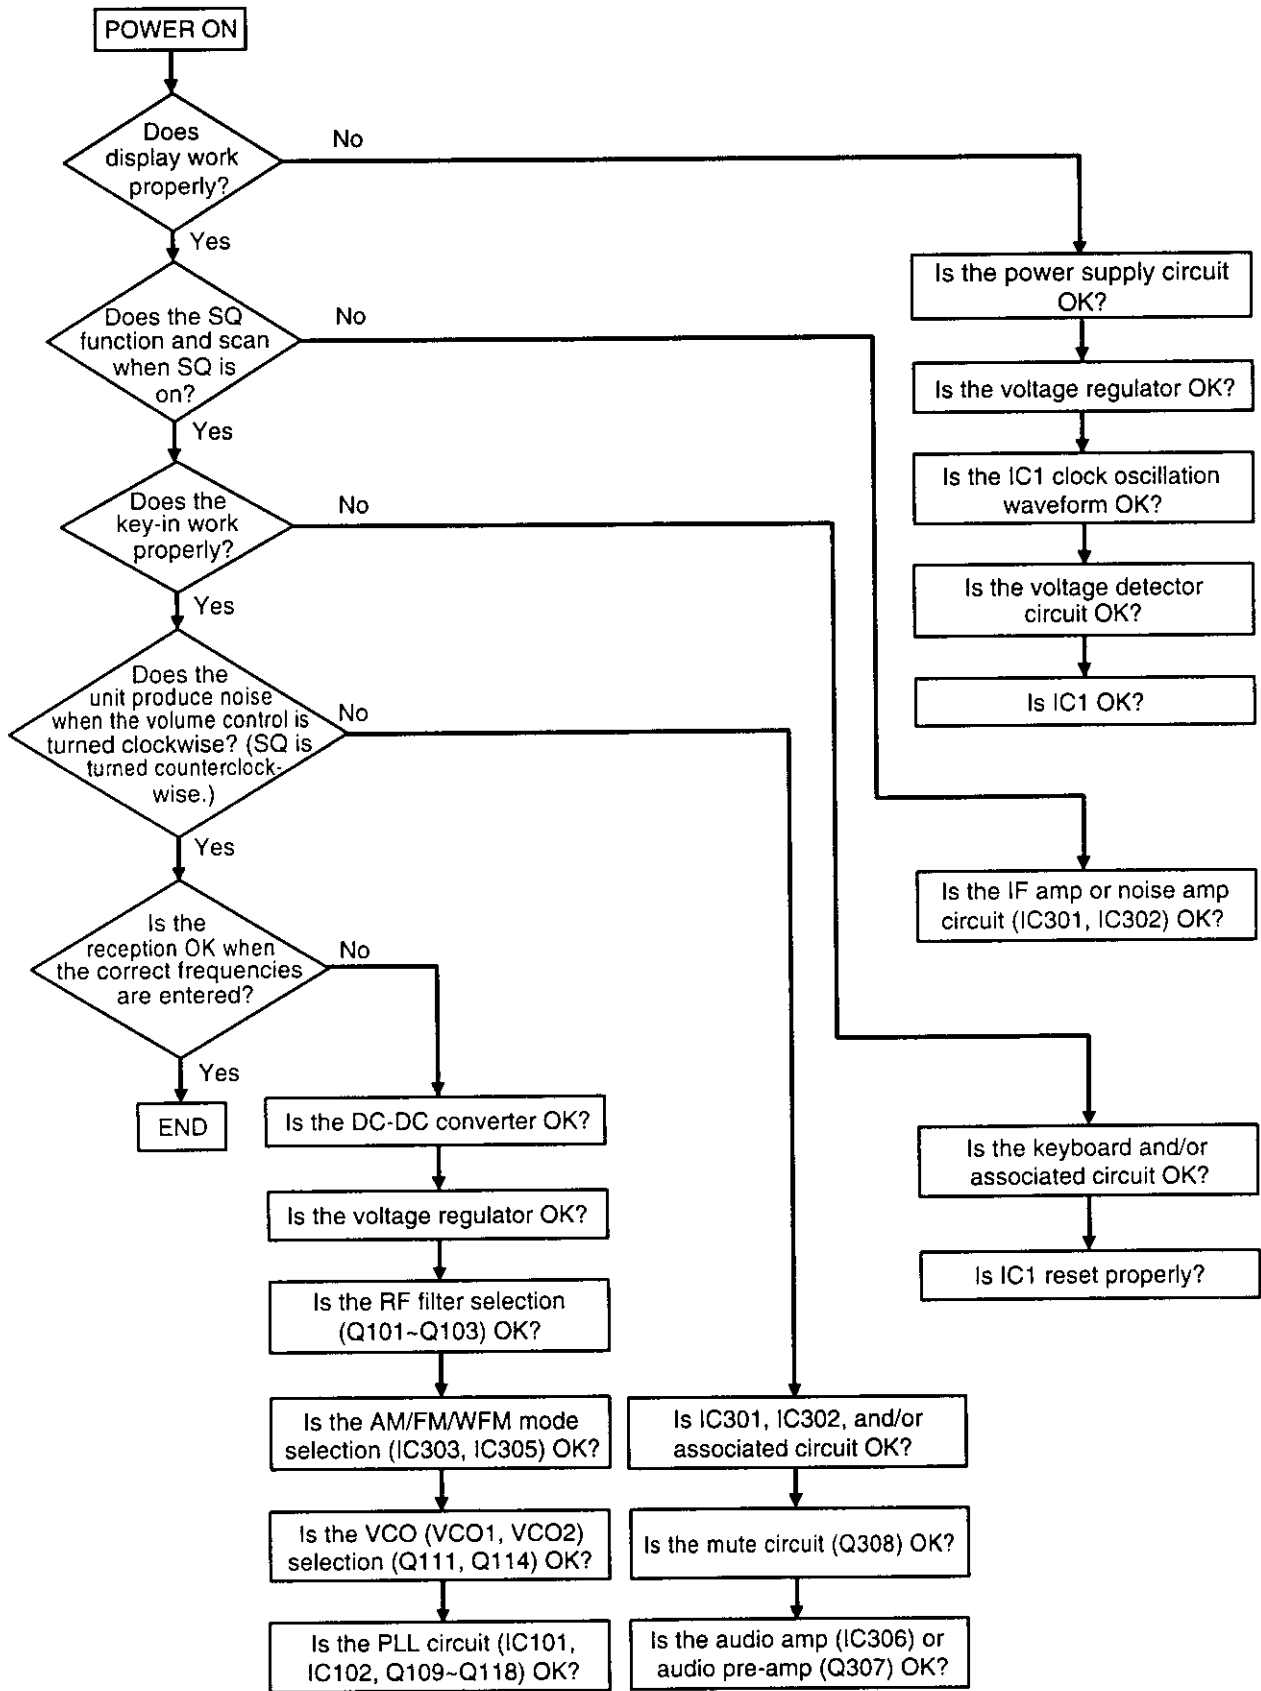 POWER ON
Does
display work
properly?
No
Yes
Is the power supply circuit
OK?
Does the SQ
function and scan
when SQ is
on?
No
Yes
Is the voltage regulator OK?
Is the IC1 clock oscillation
waveform OK?
Does the
key-in work
properly?
No
Yes
Is the voltage detector
circuit OK?
Is IC1 OK?
Does the
unit produce noise
when the volume control is
turned clockwise? (SQ is
turned counterclock-
wise.)
No
Yes
Is the IF amp or noise amp
circuit (IC301, IC302) OK?
Is the
reception OK when
the correct frequencies
are entered?
No
Yes
END
Is the DC-DC converter OK?
Is the keyboard and/or
associated circuit OK?
Is the voltage regulator OK?
Is IC1 reset properly?
Is the RF filter selection
(Q101~Q103) OK?
Is the AM/FM/WFM mode
selection (IC303, IC305) OK?
Is IC301, IC302, and/or
associated circuit OK?
Is the VCO (VCO1, VCO2)
selection (Q111, Q114) OK?
Is the mute circuit (Q308) OK?
Is the PLL circuit (IC101,
IC102, Q109~Q118) OK?
Is the audio amp (IC306) or
audio pre-amp (Q307) OK?